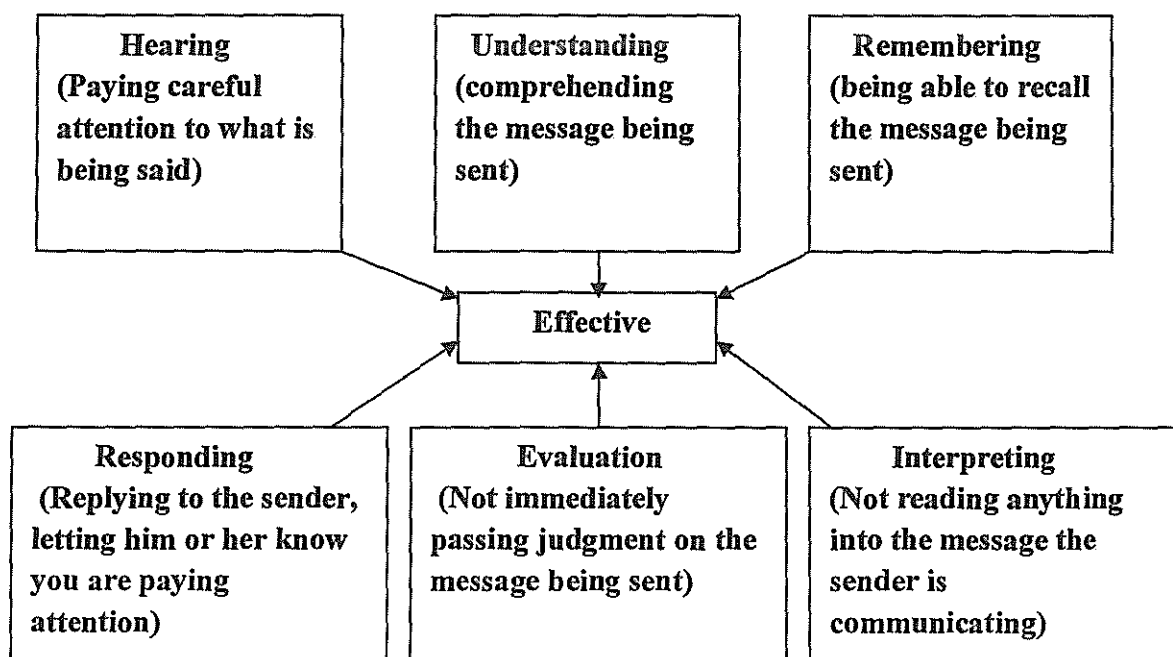 Hearing
(Paying careful
attention to what is
being said)
Understanding
(comprehending
the message being
sent)
Remembering
(being able to recall
the message being
sent)
Effective
Responding
(Replying to the sender,
letting him or her know
you are paying
attention)
Evaluation
(Not immediately
passing judgment on the
message being sent)
Interpreting
(Not reading anything
into the message the
sender is
communicating)